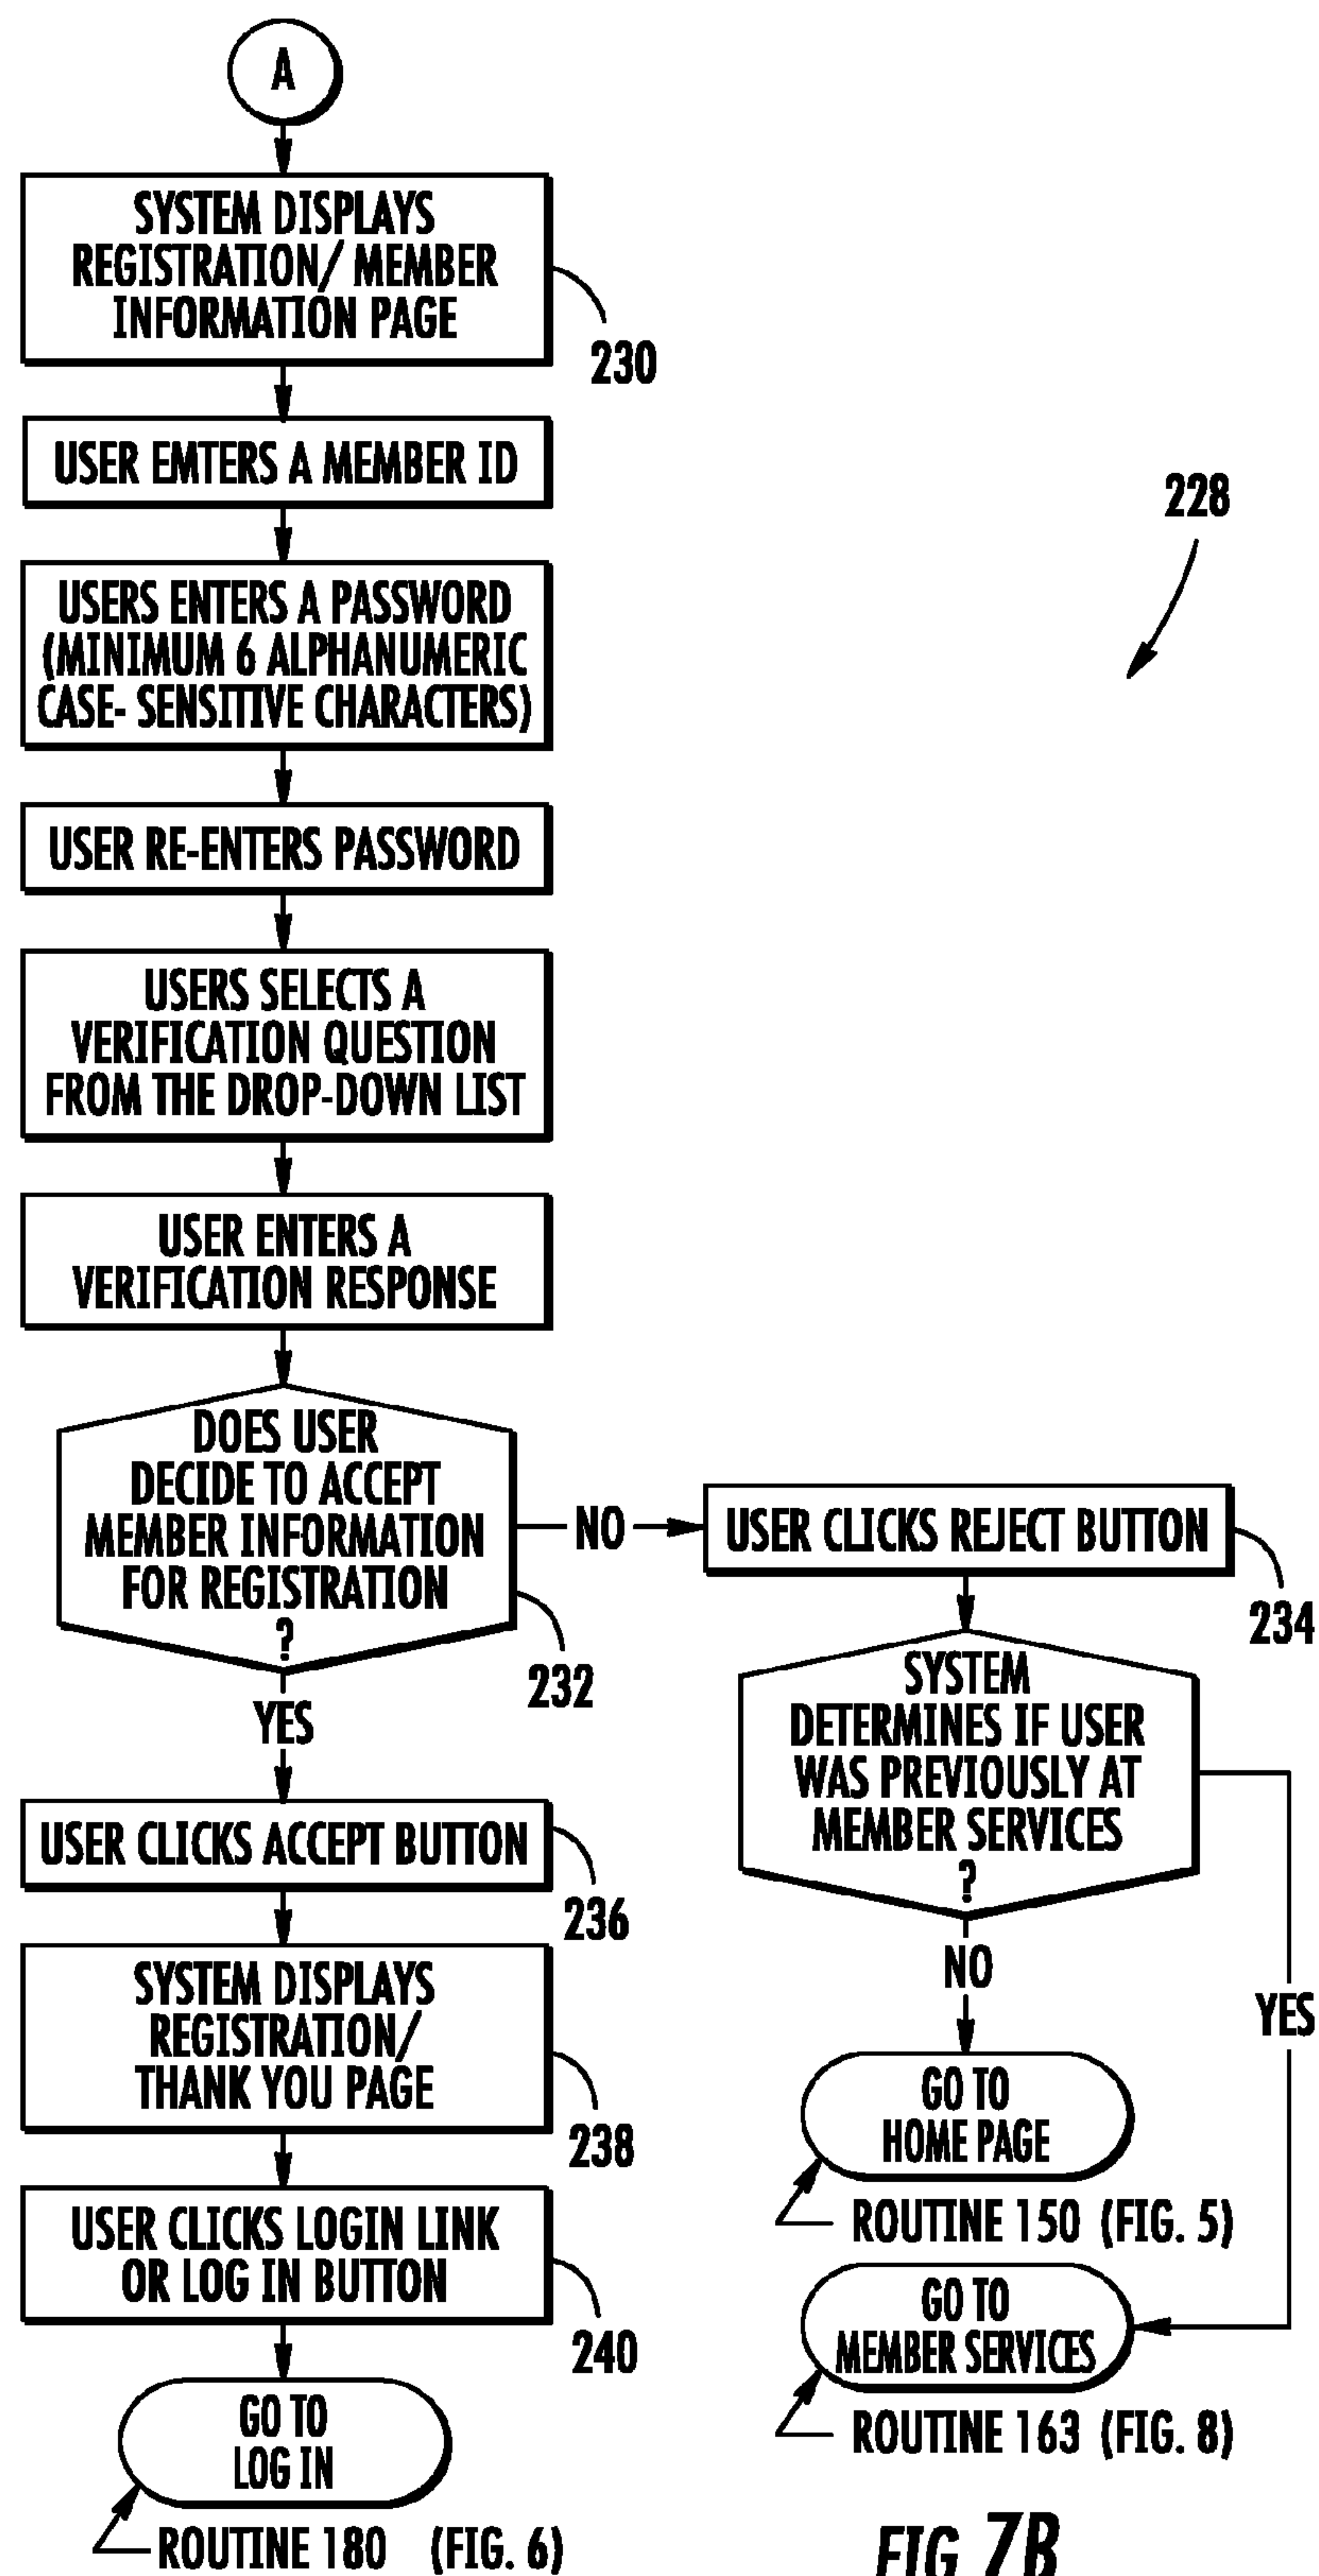 A
SYSTEM DISPLAYS
REGISTRATION/ MEMBER
INFORMATION PAGE
230
USER EMTERS A MEMBER ID
228
USERS ENTERS A PASSWORD
(MINIMUM 6 ALPHANUMERIC
CASE- SENSITIVE CHARACTERS)
USER RE-ENTERS PASSWORD
USERS SELECTS A
VERIFICATION QUESTION
FROM THE DROP-DOWN LIST
USER ENTERS A
VERIFICATION RESPONSE
DOES USER
DECIDE TO ACCEPT
MEMBER INFORMATION
FOR REGISTRATION
?
232
NO
USER CLICKS REJECT BUTTON
234
SYSTEM
DETERMINES IF USER
WAS PREVIOUSLY AT
MEMBER SERVICES
?
YES
USER CLICKS ACCEPT BUTTON
236
NO
YES
SYSTEM DISPLAYS
REGISTRATION/
THANK YOU PAGE
238
GO TO
HOME PAGE
ROUTINE 150 (FIG. 5)
USER CLICKS LOGIN LINK
OR LOG IN BUTTON
240
GO TO
MEMBER SERVICES
ROUTINE 163 (FIG. 8)
GO TO
LOG IN
ROUTINE 180 (FIG. 6)
FIG 7B